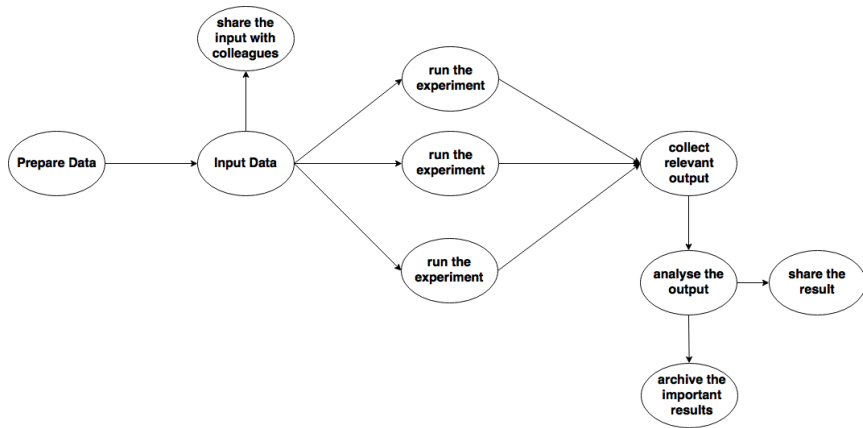 share the
input with
colleagues
run the
experiment
Prepare Data
Input Data
run the
experiment
collect
relevant
output
run the
experiment
analyse the
output
share the
result
archive the
important
results